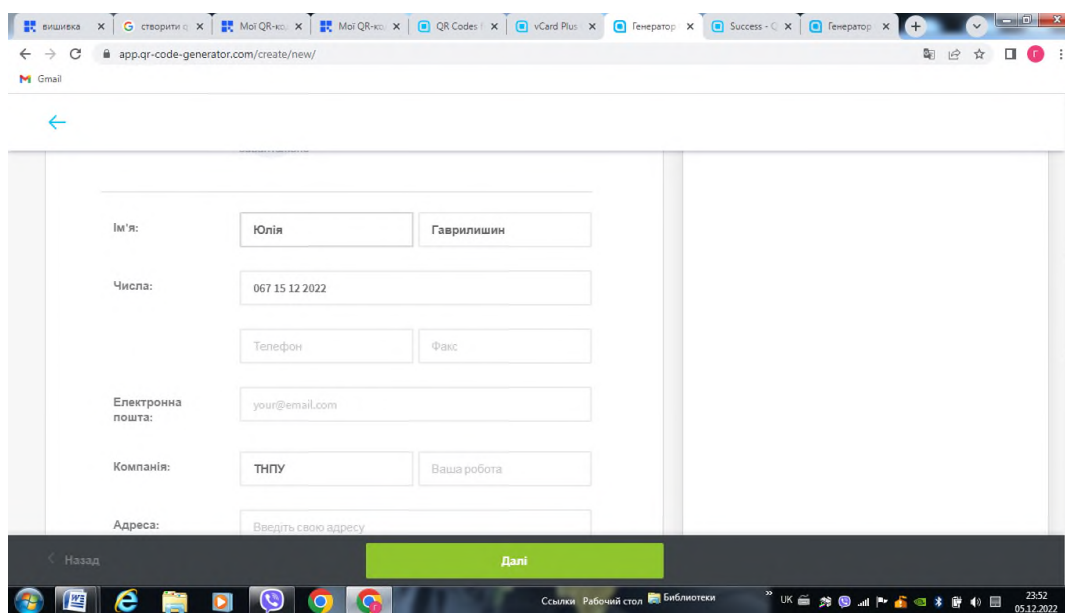 вишивка
створити q
Мої QR-ко
Мої QR-ко
QR Codes
vCard Plus
Генератор
Success - Q
Генератор
app.qr-code-generator.com/create/new/
Г
Gmail
Ім'я:
Юлія
Гаврилишин
Числа:
067 15 12 2022
Телефон
Факс
Електронна
пошта:
your@email.com
Компанія:
ТНПУ
Ваша робота
Адреса:
Введіть свою адресу
Назад
Далі
Ссылки Рабочий стол Библиотеки
UK
23:52
05.12.2022